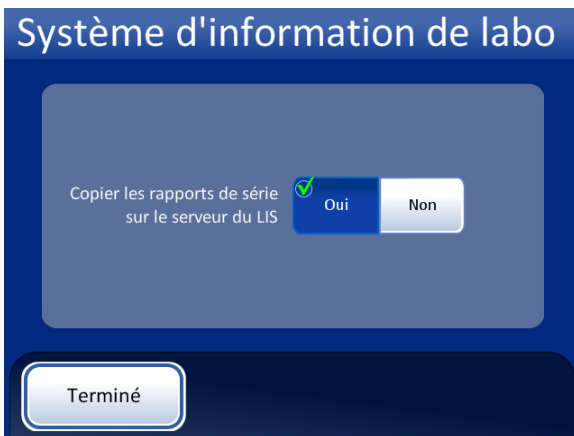 Système d'information de labo
Copier les rapports de série
sur le serveur du LIS
Oui
Non
Terminé